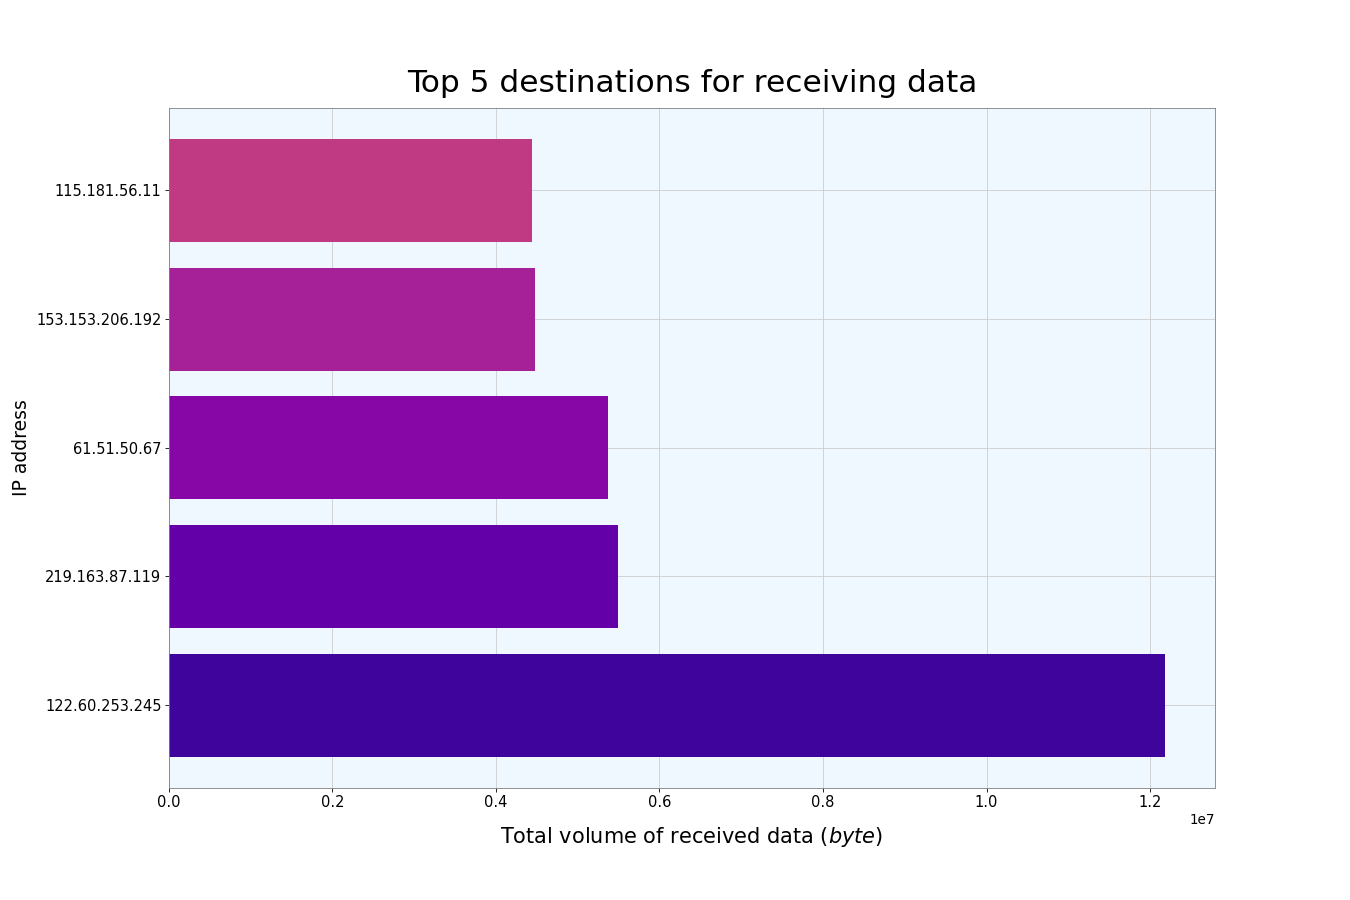 Top 5 destinations for receiving data
115.181.56.11
153.153.206.192
61.51.50.67
219.163.87.119
122.60.253.245
IP address
0.0 0.2 0.4 0.6 0.8 1.0 1.2
1e7
Total volume of received data (byte)